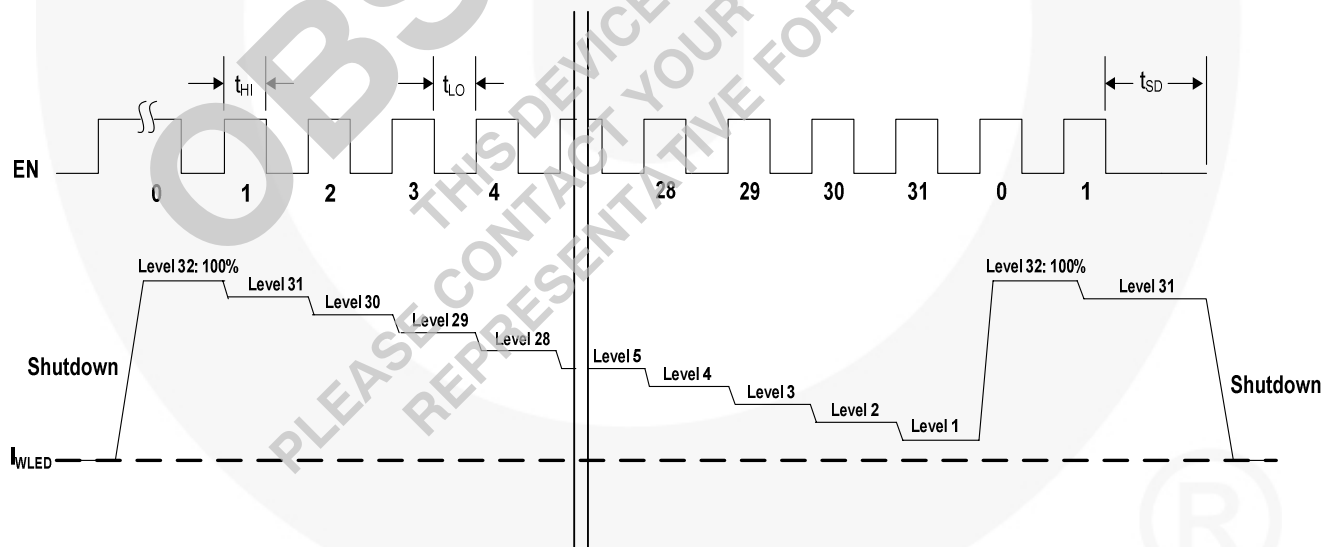 tHI
tLO
tSD
EN
0 1 2 3 4 28 29 30 31 0 1
Level 32: 100%
Level 31
Level 30
Level 29
Level 28
Level 5
Level 4
Level 3
Level 2
Level 1
Level 32: 100%
Level 31
Shutdown
Shutdown
IWLED
OBS
THIS DEVICE
PLEASE CONTACT YOUR
REPRESENTATIVE FOR
®